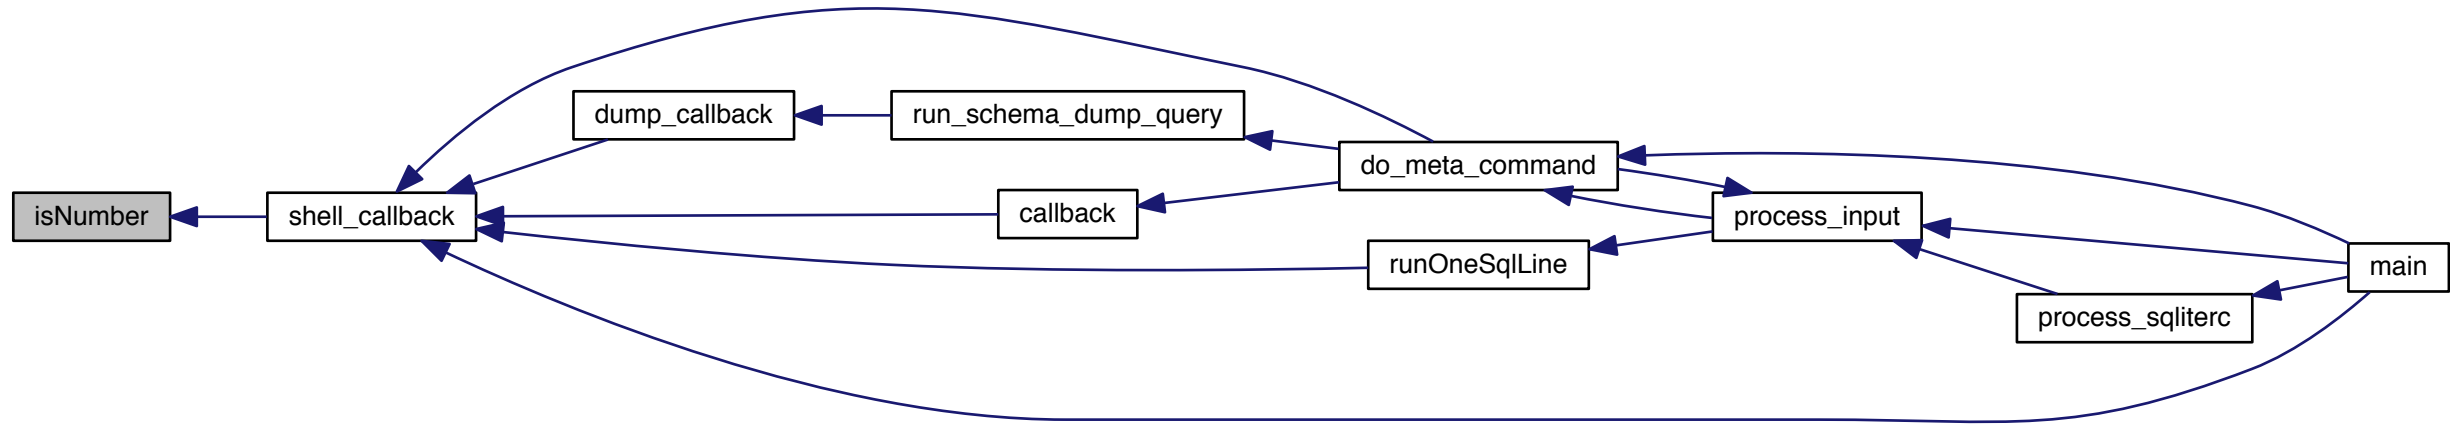 isNumber
shell_callback
dump_callback
run_schema_dump_query
callback
do_meta_command
runOneSqlLine
process_input
process_sqliterc
main